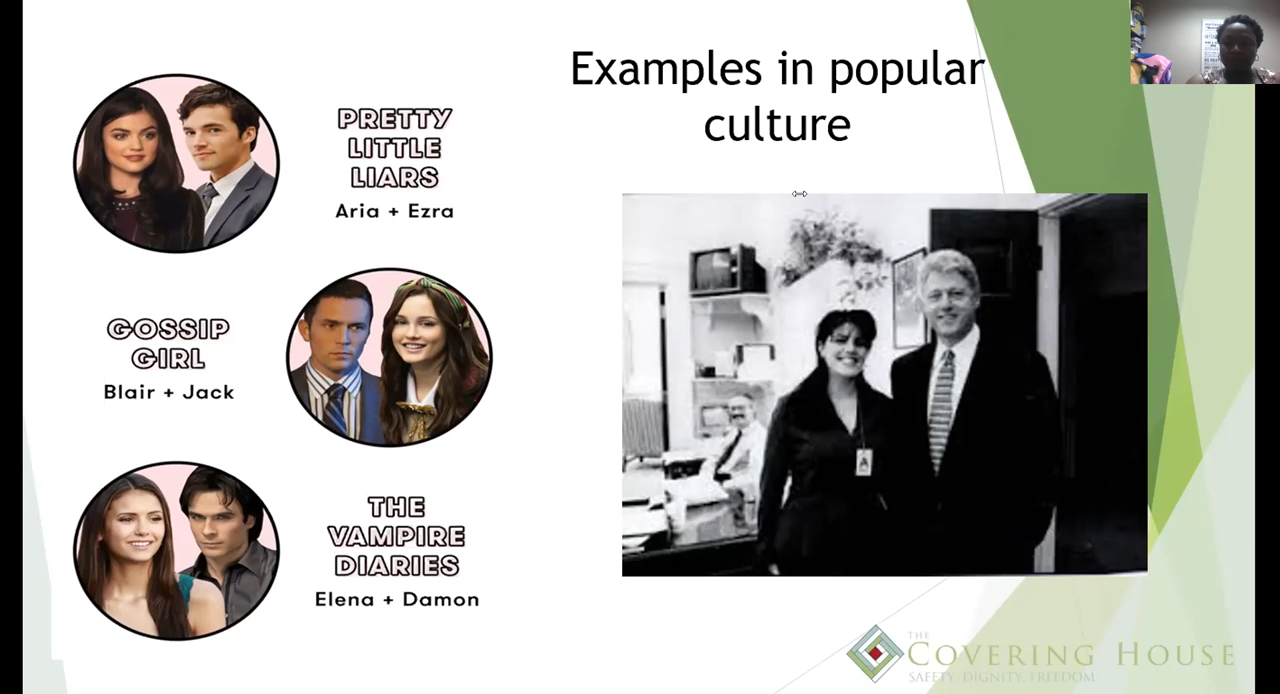 Examples in popular
culture
PRETTY
LITTLE
LIARS
Aria + Ezra
GOSSIP
GIRL
Blair + Jack
THE
VAMPIRE
DIARIES
Elena + Damon
THE
COVERING HOUSE
SAFETY. DIGNITY. FREEDOM.